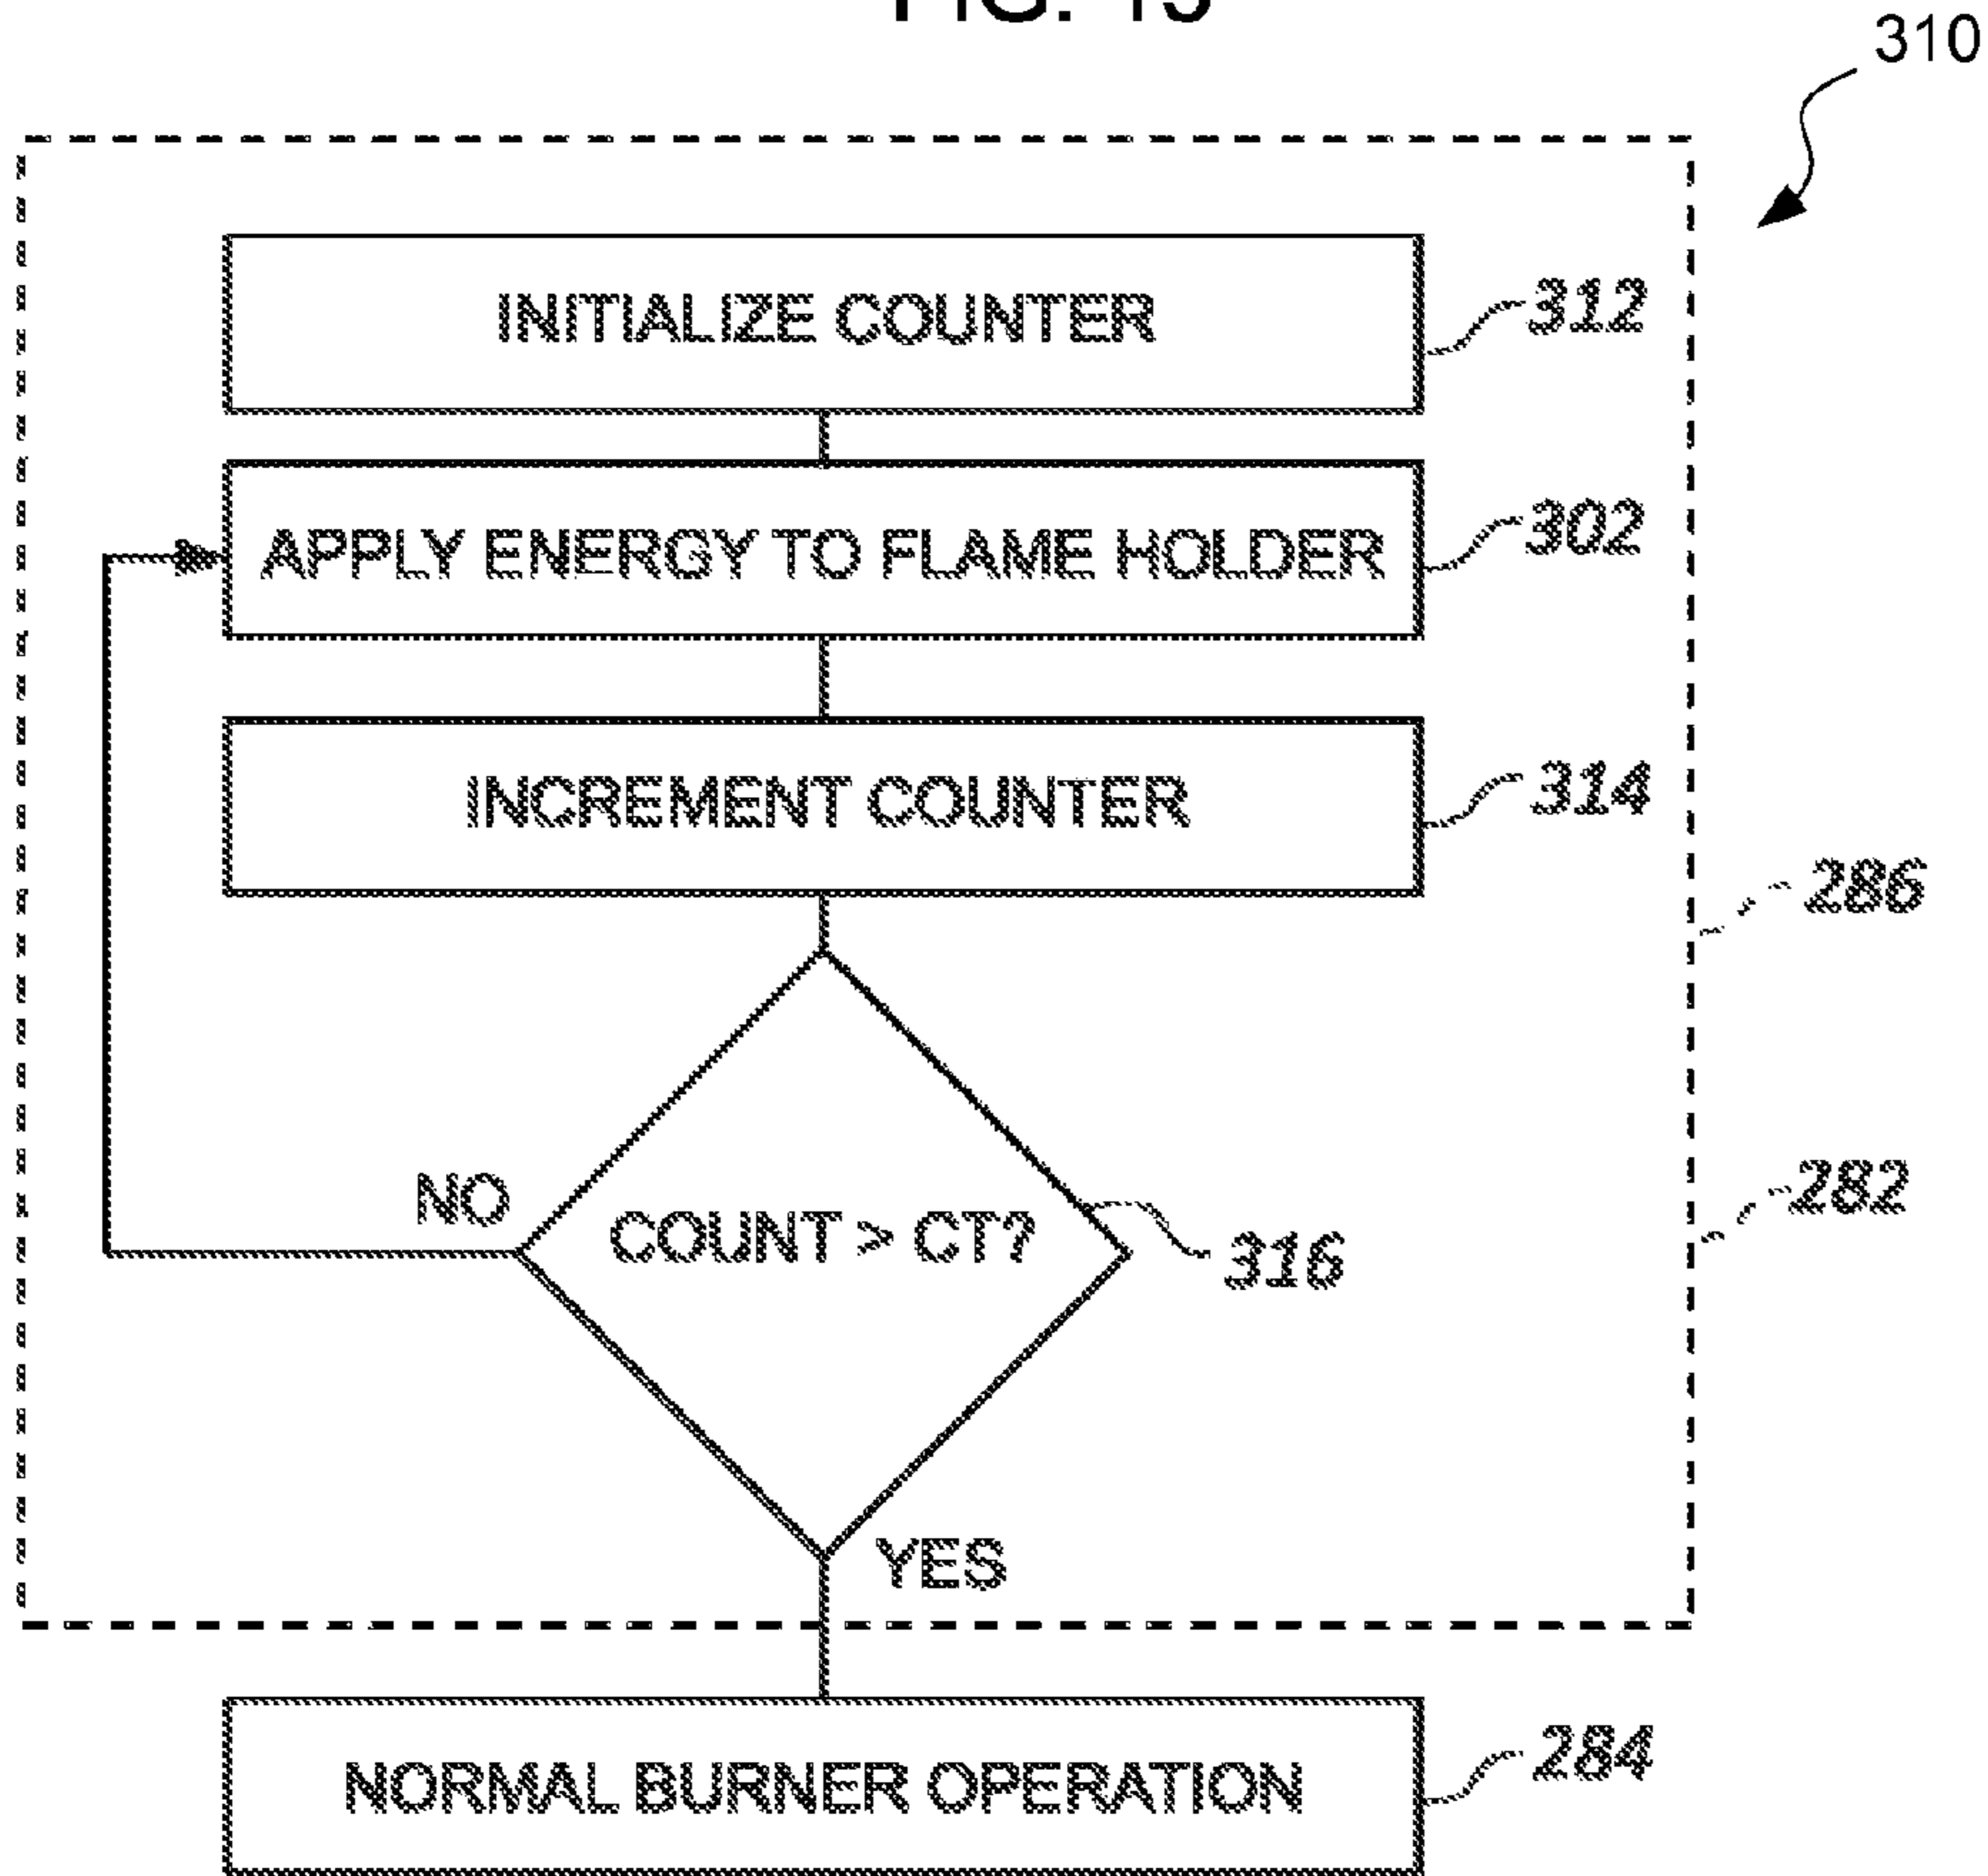 310
INITIALIZE COUNTER
312
APPLY ENERGY TO FLAME HOLDER
302
INCREMENT COUNTER
314
286
NO
COUNT > CT?
316
282
YES
NORMAL BURNER OPERATION
284